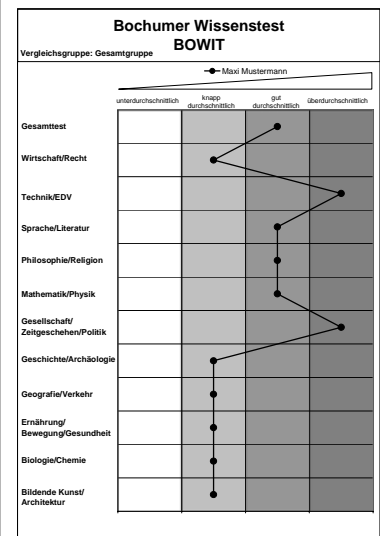 Bochumer Wissenstest
BOWIT
Vergleichsgruppe: Gesamtgruppe
Maxi Mustermann
unterdurchschnittlich
knapp
durchschnittlich
gut
durchschnittlich
überdurchschnittlich
Gesamttest
Wirtschaft/Recht
Technik/EDV
Sprache/Literatur
Philosophie/Religion
Mathematik/Physik
Gesellschaft/
Zeitgeschehen/Politik
Geschichte/Archäologie
Geografie/Verkehr
Ernährung/
Bewegung/Gesundheit
Biologie/Chemie
Bildende Kunst/
Architektur